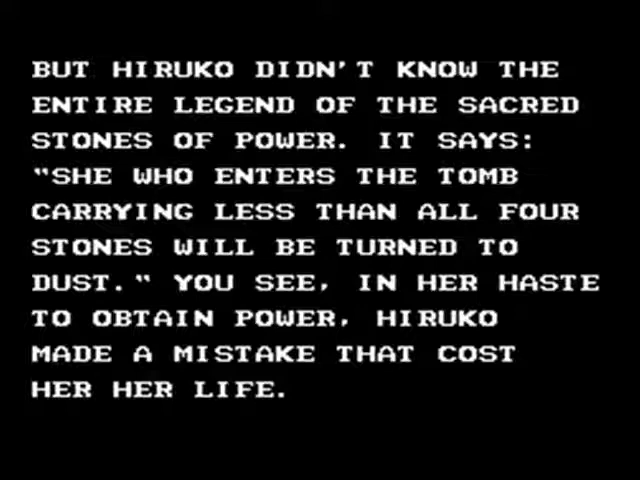 BUT HIRUKO DIDN'T KNOW THE
ENTIRE LEGEND OF THE SACRED
STONES OF POWER. IT SAYS:
"SHE WHO ENTERS THE TOMB
CARRYING LESS THAN ALL FOUR
STONES WILL BE TURNED TO
DUST." YOU SEE, IN HER HASTE
TO OBTAIN POWER, HIRUKO
MADE A MISTAKE THAT COST
HER HER LIFE.